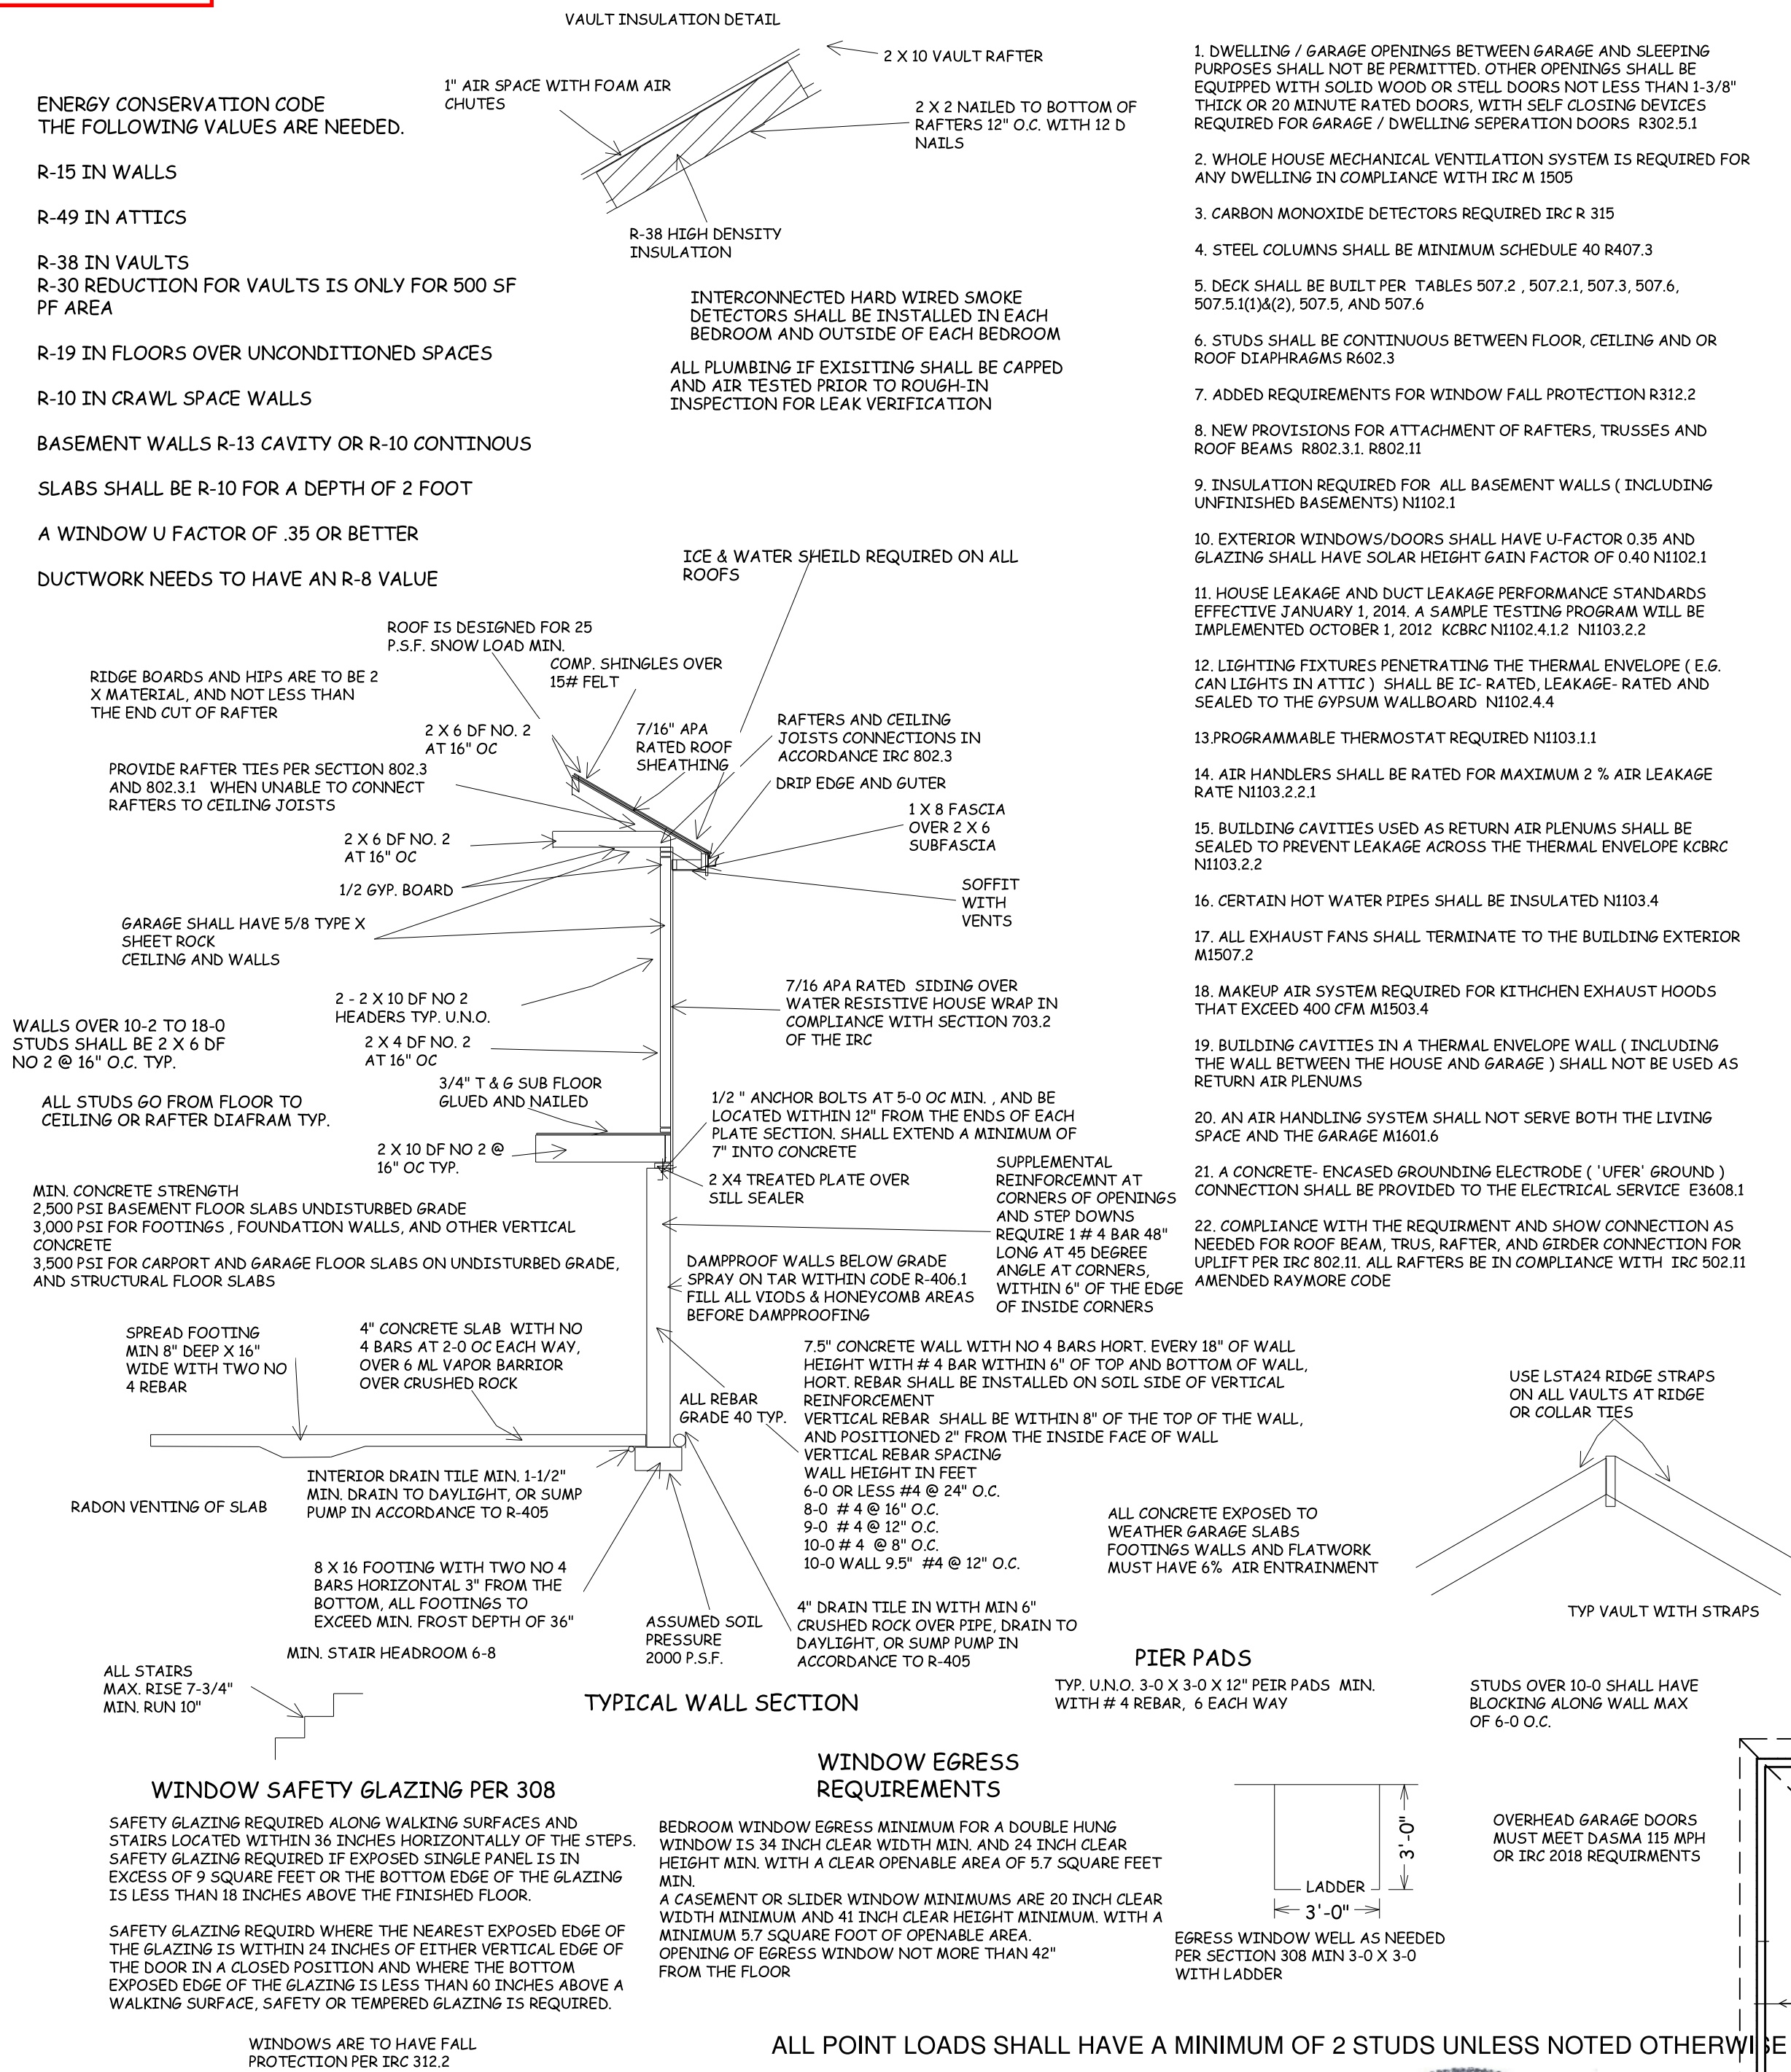 VAULT INSULATION DETAIL
2 X 10 VAULT RAFTER
1" AIR SPACE WITH FOAM AIR
CHUTES
2 X 2 NAILED TO BOTTOM OF
RAFTERS 12" O.C. WITH 12 D
NAILS
R-38 HIGH DENSITY
INSULATION
ENERGY CONSERVATION CODE
THE FOLLOWING VALUES ARE NEEDED.
R-15 IN WALLS
R-49 IN ATTICS
R-38 IN VAULTS
R-30 REDUCTION FOR VAULTS IS ONLY FOR 500 SF
PF AREA
R-19 IN FLOORS OVER UNCONDITIONED SPACES
R-10 IN CRAWL SPACE WALLS
BASEMENT WALLS R-13 CAVITY OR R-10 CONTINOUS
SLABS SHALL BE R-10 FOR A DEPTH OF 2 FOOT
A WINDOW U FACTOR OF .35 OR BETTER
DUCTWORK NEEDS TO HAVE AN R-8 VALUE
INTERCONNECTED HARD WIRED SMOKE
DETECTORS SHALL BE INSTALLED IN EACH
BEDROOM AND OUTSIDE OF EACH BEDROOM
ALL PLUMBING IF EXISITING SHALL BE CAPPED
AND AIR TESTED PRIOR TO ROUGH-IN
INSPECTION FOR LEAK VERIFICATION
1. DWELLING / GARAGE OPENINGS BETWEEN GARAGE AND SLEEPING
PURPOSES SHALL NOT BE PERMITTED. OTHER OPENINGS SHALL BE
EQUIPPED WITH SOLID WOOD OR STELL DOORS NOT LESS THAN 1-3/8"
THICK OR 20 MINUTE RATED DOORS, WITH SELF CLOSING DEVICES
REQUIRED FOR GARAGE / DWELLING SEPERATION DOORS R302.5.1
2. WHOLE HOUSE MECHANICAL VENTILATION SYSTEM IS REQUIRED FOR
ANY DWELLING IN COMPLIANCE WITH IRC M 1505
3. CARBON MONOXIDE DETECTORS REQUIRED IRC R 315
4. STEEL COLUMNS SHALL BE MINIMUM SCHEDULE 40 R407.3
5. DECK SHALL BE BUILT PER TABLES 507.2 , 507.2.1, 507.3, 507.6,
507.5.1(1)&(2), 507.5, AND 507.6
6. STUDS SHALL BE CONTINUOUS BETWEEN FLOOR, CEILING AND OR
ROOF DIAPHRAGMS R602.3
7. ADDED REQUIREMENTS FOR WINDOW FALL PROTECTION R312.2
8. NEW PROVISIONS FOR ATTACHMENT OF RAFTERS, TRUSSES AND
ROOF BEAMS R802.3.1. R802.11
9. INSULATION REQUIRED FOR ALL BASEMENT WALLS ( INCLUDING
UNFINISHED BASEMENTS) N1102.1
10. EXTERIOR WINDOWS/DOORS SHALL HAVE U-FACTOR 0.35 AND
GLAZING SHALL HAVE SOLAR HEIGHT GAIN FACTOR OF 0.40 N1102.1
11. HOUSE LEAKAGE AND DUCT LEAKAGE PERFORMANCE STANDARDS
EFFECTIVE JANUARY 1, 2014. A SAMPLE TESTING PROGRAM WILL BE
IMPLEMENTED OCTOBER 1, 2012 KCBRC N1102.4.1.2 N1103.2.2
12. LIGHTING FIXTURES PENETRATING THE THERMAL ENVELOPE ( E.G.
CAN LIGHTS IN ATTIC ) SHALL BE IC- RATED, LEAKAGE- RATED AND
SEALED TO THE GYPSUM WALLBOARD N1102.4.4
13.PROGRAMMABLE THERMOSTAT REQUIRED N1103.1.1
14. AIR HANDLERS SHALL BE RATED FOR MAXIMUM 2 % AIR LEAKAGE
RATE N1103.2.2.1
15. BUILDING CAVITIES USED AS RETURN AIR PLENUMS SHALL BE
SEALED TO PREVENT LEAKAGE ACROSS THE THERMAL ENVELOPE KCBRC
N1103.2.2
16. CERTAIN HOT WATER PIPES SHALL BE INSULATED N1103.4
17. ALL EXHAUST FANS SHALL TERMINATE TO THE BUILDING EXTERIOR
M1507.2
18. MAKEUP AIR SYSTEM REQUIRED FOR KITHCHEN EXHAUST HOODS
THAT EXCEED 400 CFM M1503.4
19. BUILDING CAVITIES IN A THERMAL ENVELOPE WALL ( INCLUDING
THE WALL BETWEEN THE HOUSE AND GARAGE ) SHALL NOT BE USED AS
RETURN AIR PLENUMS
20. AN AIR HANDLING SYSTEM SHALL NOT SERVE BOTH THE LIVING
SPACE AND THE GARAGE M1601.6
21. A CONCRETE- ENCASED GROUNDING ELECTRODE ( 'UFER' GROUND )
CONNECTION SHALL BE PROVIDED TO THE ELECTRICAL SERVICE E3608.1
22. COMPLIANCE WITH THE REQUIRMENT AND SHOW CONNECTION AS
NEEDED FOR ROOF BEAM, TRUS, RAFTER, AND GIRDER CONNECTION FOR
UPLIFT PER IRC 802.11. ALL RAFTERS BE IN COMPLIANCE WITH IRC 502.11
AMENDED RAYMORE CODE
ICE & WATER SHEILD REQUIRED ON ALL
ROOFS
ROOF IS DESIGNED FOR 25
P.S.F. SNOW LOAD MIN.
COMP. SHINGLES OVER
15# FELT
RIDGE BOARDS AND HIPS ARE TO BE 2
X MATERIAL, AND NOT LESS THAN
THE END CUT OF RAFTER
2 X 6 DF NO. 2
AT 16" OC
7/16" APA
RATED ROOF
SHEATHING
RAFTERS AND CEILING
JOISTS CONNECTIONS IN
ACCORDANCE IRC 802.3
PROVIDE RAFTER TIES PER SECTION 802.3
AND 802.3.1 WHEN UNABLE TO CONNECT
RAFTERS TO CEILING JOISTS
DRIP EDGE AND GUTER
1 X 8 FASCIA
OVER 2 X 6
SUBFASCIA
2 X 6 DF NO. 2
AT 16" OC
1/2 GYP. BOARD
SOFFIT
WITH
VENTS
GARAGE SHALL HAVE 5/8 TYPE X
SHEET ROCK
CEILING AND WALLS
2 - 2 X 10 DF NO 2
HEADERS TYP. U.N.O.
7/16 APA RATED SIDING OVER
WATER RESISTIVE HOUSE WRAP IN
COMPLIANCE WITH SECTION 703.2
OF THE IRC
WALLS OVER 10-2 TO 18-0
STUDS SHALL BE 2 X 6 DF
NO 2 @ 16" O.C. TYP.
2 X 4 DF NO. 2
AT 16" OC
3/4" T & G SUB FLOOR
GLUED AND NAILED
ALL STUDS GO FROM FLOOR TO
CEILING OR RAFTER DIAFRAM TYP.
1/2 " ANCHOR BOLTS AT 5-0 OC MIN. , AND BE
LOCATED WITHIN 12" FROM THE ENDS OF EACH
PLATE SECTION. SHALL EXTEND A MINIMUM OF
7" INTO CONCRETE
2 X 10 DF NO 2 @
16" OC TYP.
2 X4 TREATED PLATE OVER
SILL SEALER
SUPPLEMENTAL
REINFORCEMNT AT
CORNERS OF OPENINGS
AND STEP DOWNS
REQUIRE 1 # 4 BAR 48"
LONG AT 45 DEGREE
ANGLE AT CORNERS,
WITHIN 6" OF THE EDGE
OF INSIDE CORNERS
MIN. CONCRETE STRENGTH
2,500 PSI BASEMENT FLOOR SLABS UNDISTURBED GRADE
3,000 PSI FOR FOOTINGS , FOUNDATION WALLS, AND OTHER VERTICAL
CONCRETE
3,500 PSI FOR CARPORT AND GARAGE FLOOR SLABS ON UNDISTURBED GRADE,
AND STRUCTURAL FLOOR SLABS
DAMPPROOF WALLS BELOW GRADE
SPRAY ON TAR WITHIN CODE R-406.1
FILL ALL VIODS & HONEYCOMB AREAS
BEFORE DAMPPROOFING
SPREAD FOOTING
MIN 8" DEEP X 16"
WIDE WITH TWO NO
4 REBAR
4" CONCRETE SLAB WITH NO
4 BARS AT 2-0 OC EACH WAY,
OVER 6 ML VAPOR BARRIOR
OVER CRUSHED ROCK
ALL REBAR
GRADE 40 TYP.
7.5" CONCRETE WALL WITH NO 4 BARS HORT. EVERY 18" OF WALL
HEIGHT WITH # 4 BAR WITHIN 6" OF TOP AND BOTTOM OF WALL,
HORT. REBAR SHALL BE INSTALLED ON SOIL SIDE OF VERTICAL
REINFORCEMENT
VERTICAL REBAR SHALL BE WITHIN 8" OF THE TOP OF THE WALL,
AND POSITIONED 2" FROM THE INSIDE FACE OF WALL
VERTICAL REBAR SPACING
WALL HEIGHT IN FEET
6-0 OR LESS #4 @ 24" O.C.
8-0 # 4 @ 16" O.C.
9-0 # 4 @ 12" O.C.
10-0 # 4 @ 8" O.C.
10-0 WALL 9.5" #4 @ 12" O.C.
USE LSTA24 RIDGE STRAPS
ON ALL VAULTS AT RIDGE
OR COLLAR TIES
TYP VAULT WITH STRAPS
INTERIOR DRAIN TILE MIN. 1-1/2"
MIN. DRAIN TO DAYLIGHT, OR SUMP
PUMP IN ACCORDANCE TO R-405
RADON VENTING OF SLAB
ALL CONCRETE EXPOSED TO
WEATHER GARAGE SLABS
FOOTINGS WALLS AND FLATWORK
MUST HAVE 6% AIR ENTRAINMENT
8 X 16 FOOTING WITH TWO NO 4
BARS HORIZONTAL 3" FROM THE
BOTTOM, ALL FOOTINGS TO
EXCEED MIN. FROST DEPTH OF 36"
ASSUMED SOIL
PRESSURE
2000 P.S.F.
4" DRAIN TILE IN WITH MIN 6"
CRUSHED ROCK OVER PIPE, DRAIN TO
DAYLIGHT, OR SUMP PUMP IN
ACCORDANCE TO R-405
MIN. STAIR HEADROOM 6-8
ALL STAIRS
MAX. RISE 7-3/4"
MIN. RUN 10"
TYPICAL WALL SECTION
PIER PADS
TYP. U.N.O. 3-0 X 3-0 X 12" PEIR PADS MIN.
WITH # 4 REBAR, 6 EACH WAY
STUDS OVER 10-0 SHALL HAVE
BLOCKING ALONG WALL MAX
OF 6-0 O.C.
WINDOW SAFETY GLAZING PER 308
SAFETY GLAZING REQUIRED ALONG WALKING SURFACES AND
STAIRS LOCATED WITHIN 36 INCHES HORIZONTALLY OF THE STEPS.
SAFETY GLAZING REQUIRED IF EXPOSED SINGLE PANEL IS IN
EXCESS OF 9 SQUARE FEET OR THE BOTTOM EDGE OF THE GLAZING
IS LESS THAN 18 INCHES ABOVE THE FINISHED FLOOR.
SAFETY GLAZING REQUIRD WHERE THE NEAREST EXPOSED EDGE OF
THE GLAZING IS WITHIN 24 INCHES OF EITHER VERTICAL EDGE OF
THE DOOR IN A CLOSED POSITION AND WHERE THE BOTTOM
EXPOSED EDGE OF THE GLAZING IS LESS THAN 60 INCHES ABOVE A
WALKING SURFACE, SAFETY OR TEMPERED GLAZING IS REQUIRED.
WINDOWS ARE TO HAVE FALL
PROTECTION PER IRC 312.2
WINDOW EGRESS
REQUIREMENTS
BEDROOM WINDOW EGRESS MINIMUM FOR A DOUBLE HUNG
WINDOW IS 34 INCH CLEAR WIDTH MIN. AND 24 INCH CLEAR
HEIGHT MIN. WITH A CLEAR OPENABLE AREA OF 5.7 SQUARE FEET
MIN.
A CASEMENT OR SLIDER WINDOW MINIMUMS ARE 20 INCH CLEAR
WIDTH MINIMUM AND 41 INCH CLEAR HEIGHT MINIMUM. WITH A
MINIMUM 5.7 SQUARE FOOT OF OPENABLE AREA.
OPENING OF EGRESS WINDOW NOT MORE THAN 42"
FROM THE FLOOR
3'-0"
LADDER
3'-0"
EGRESS WINDOW WELL AS NEEDED
PER SECTION 308 MIN 3-0 X 3-0
WITH LADDER
OVERHEAD GARAGE DOORS
MUST MEET DASMA 115 MPH
OR IRC 2018 REQUIRMENTS
ALL POINT LOADS SHALL HAVE A MINIMUM OF 2 STUDS UNLESS NOTED OTHERWISE